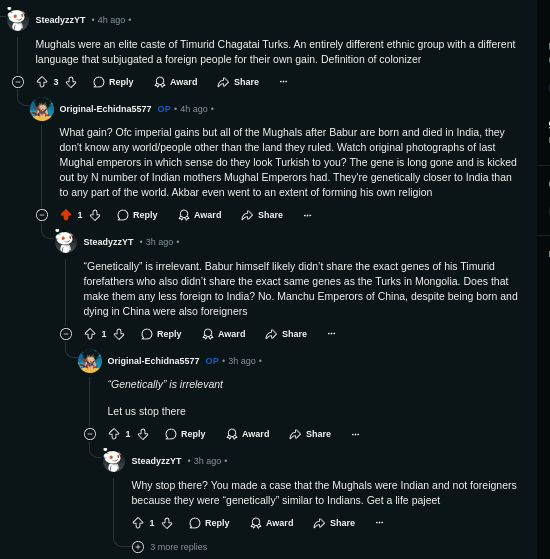 SteadyzzYT • 4h ago •
Mughals were an elite caste of Timurid Chagatai Turks. An entirely different ethnic group with a different
language that subjugated a foreign people for their own gain. Definition of colonizer
3 Reply Award Share ...
Original-Echidna5577 OP • 4h ago •
What gain? Ofc imperial gains but all of the Mughals after Babur are born and died in India, they
don't know any world/people other than the land they ruled. Watch original photographs of last
Mughal emperors in which sense do they look Turkish to you? The gene is long gone and is kicked
out by N number of Indian mothers Mughal Emperors had. They're genetically closer to India than
to any part of the world. Akbar even went to an extent of forming his own religion
1 Reply Award Share ...
SteadyzzYT • 3h ago •
“Genetically” is irrelevant. Babur himself likely didn’t share the exact genes of his Timurid
forefathers who also didn’t share the exact same genes as the Turks in Mongolia. Does that
make them any less foreign to India? No. Manchu Emperors of China, despite being born and
dying in China were also foreigners
1 Reply Award Share ...
Original-Echidna5577 OP • 3h ago •
“Genetically” is irrelevant
Let us stop there
1 Reply Award Share ...
SteadyzzYT • 3h ago •
Why stop there? You made a case that the Mughals were Indian and not foreigners
because they were “genetically” similar to Indians. Get a life pajeet
1 Reply Award Share ...
3 more replies